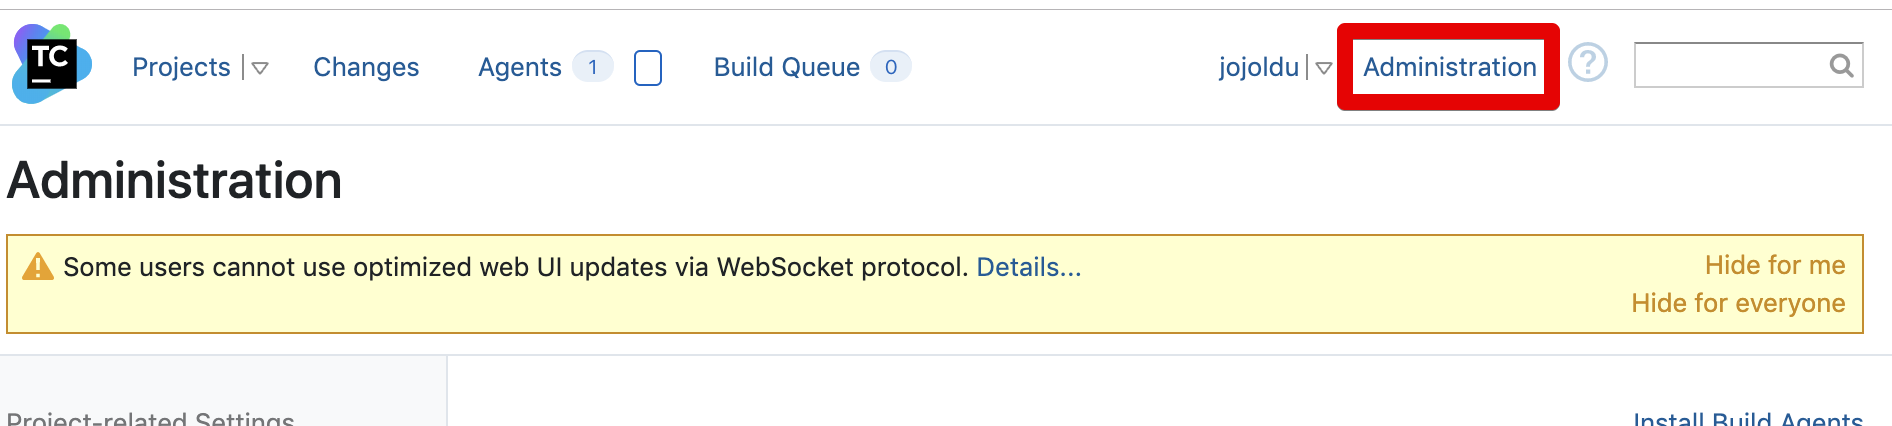 TC
Projects
Changes
Agents 1
Build Queue 0
jojoldu
Administration
?
Administration
Some users cannot use optimized web UI updates via WebSocket protocol. Details...
Hide for me
Hide for everyone
Project-related Settings
Install Build Agents